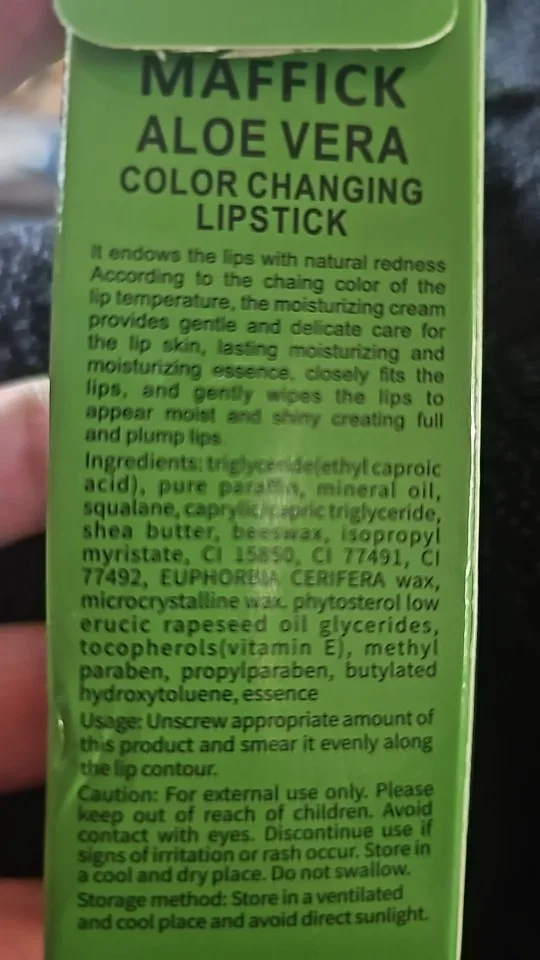 MAFFICK
ALOE VERA
COLOR CHANGING
LIPSTICK
It endows the lips with natural redness
According to the chaing color of the
lip temperature, the moisturizing cream
provides gentle and delicate care for
the lip skin, lasting moisturizing and
moisturizing essence, closely fits the
lips, and gently wipes the lips to
appear moist and shiny creating full
and plump lips.
Ingredients: triglyceride(ethyl caproic
acid), pure paraffin, mineral oil,
squalane, caprylic/capric triglyceride,
shea butter, beeswax, isopropyl
myristate, CI 15850, CI 77491, CI
77492, EUPHORBIA CERIFERA wax,
microcrystalline wax, phytosterol low
erucic rapeseed oil glycerides,
tocopherols(vitamin E), methyl
paraben, propylparaben, butylated
hydroxytoluene, essence
Usage: Unscrew appropriate amount of
this product and smear it evenly along
the lip contour.
Caution: For external use only. Please
keep out of reach of children. Avoid
contact with eyes. Discontinue use if
signs of irritation or rash occur. Store in
a cool and dry place. Do not swallow.
Storage method: Store in a ventilated
and cool place and avoid direct sunlight.